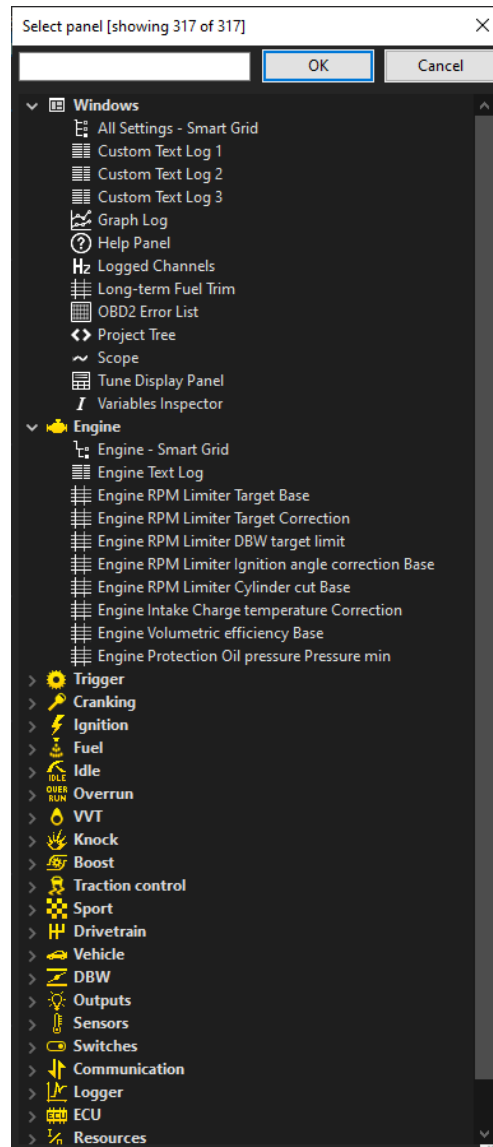 Select panel [showing 317 of 317]
OK Cancel
Windows
All Settings - Smart Grid
Custom Text Log 1
Custom Text Log 2
Custom Text Log 3
Graph Log
Help Panel
Hz Logged Channels
Long-term Fuel Trim
OBD2 Error List
Project Tree
Scope
Tune Display Panel
I Variables Inspector
Engine
Engine - Smart Grid
Engine Text Log
Engine RPM Limiter Target Base
Engine RPM Limiter Target Correction
Engine RPM Limiter DBW target limit
Engine RPM Limiter Ignition angle correction Base
Engine RPM Limiter Cylinder cut Base
Engine Intake Charge temperature Correction
Engine Volumetric efficiency Base
Engine Protection Oil pressure Pressure min
Trigger
Cranking
Ignition
Fuel
IDLE Idle
OVER RUN Overrun
VVT
Knock
Boost
Traction control
Sport
Drivetrain
Vehicle
DBW
Outputs
Sensors
Switches
Communication
Logger
ECU ECU
Resources